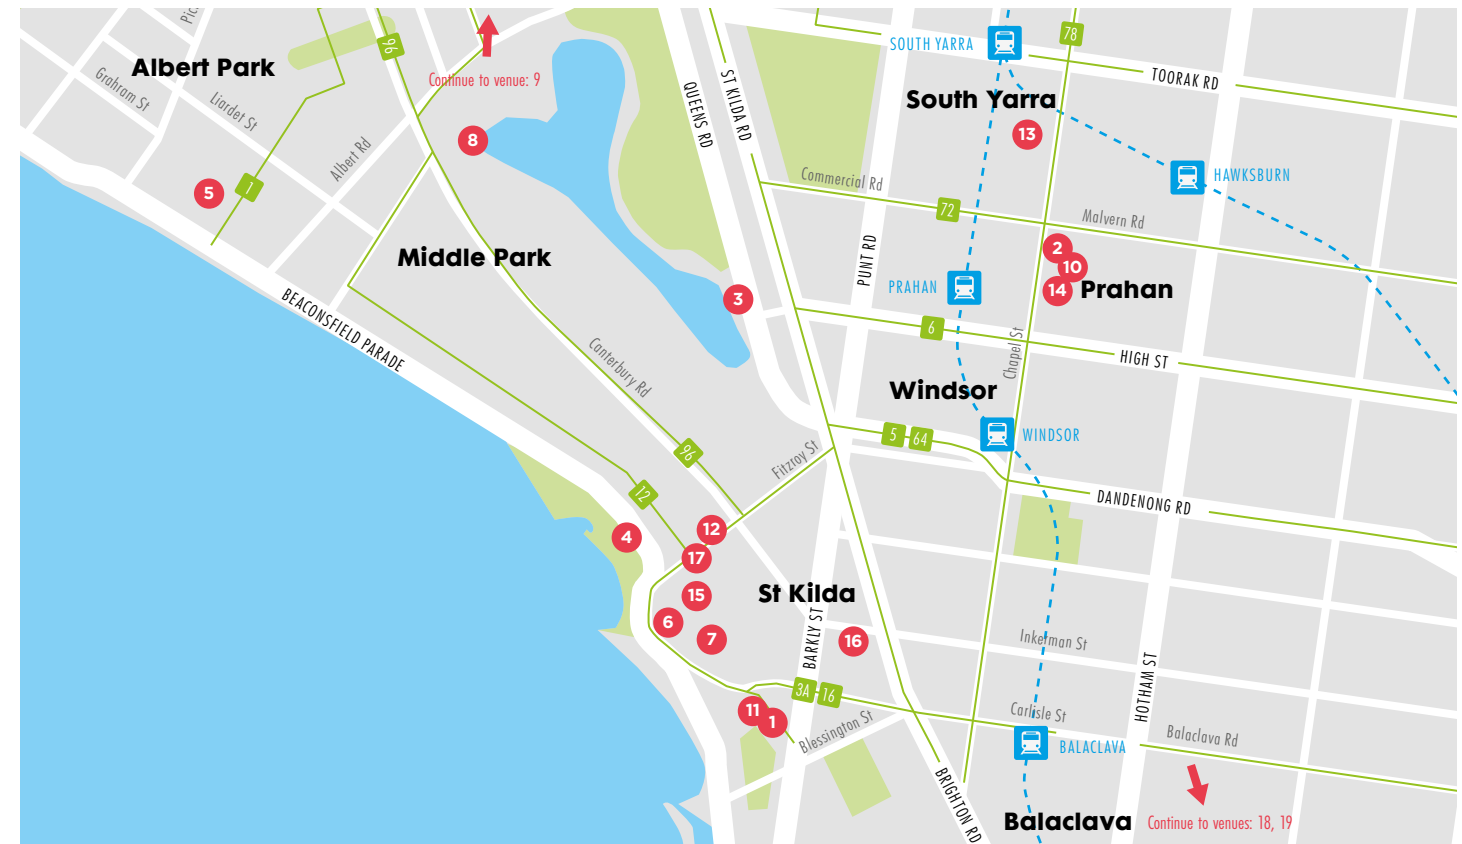 Pic
96
78
SOUTH YARRA
Albert Park
Continue to venue: 9
TOORAK RD
Grahram St
Liardet St
QUEENS RD
ST KILDA RD
South Yarra
8
13
Albert Rd
5
1
Commercial Rd
HAWKSBURN
72
Malvern Rd
Middle Park
PUNT RD
2
10
14
Prahan
PRAHAN
3
BEACONSFIELD PARADE
6
HIGH ST
Canterbury Rd
Chapel St
Windsor
5
64
WINDSOR
96
Fitzroy St
12
DANDENONG RD
4
12
17
15
St Kilda
6
7
16
BARKLY ST
Inkerman St
HOTHAM ST
3A
16
11
1
Blessington St
Carlisle St
BALACLAVA
Balaclava Rd
BRIGHTON RD
Balaclava
Continue to venues: 18, 19